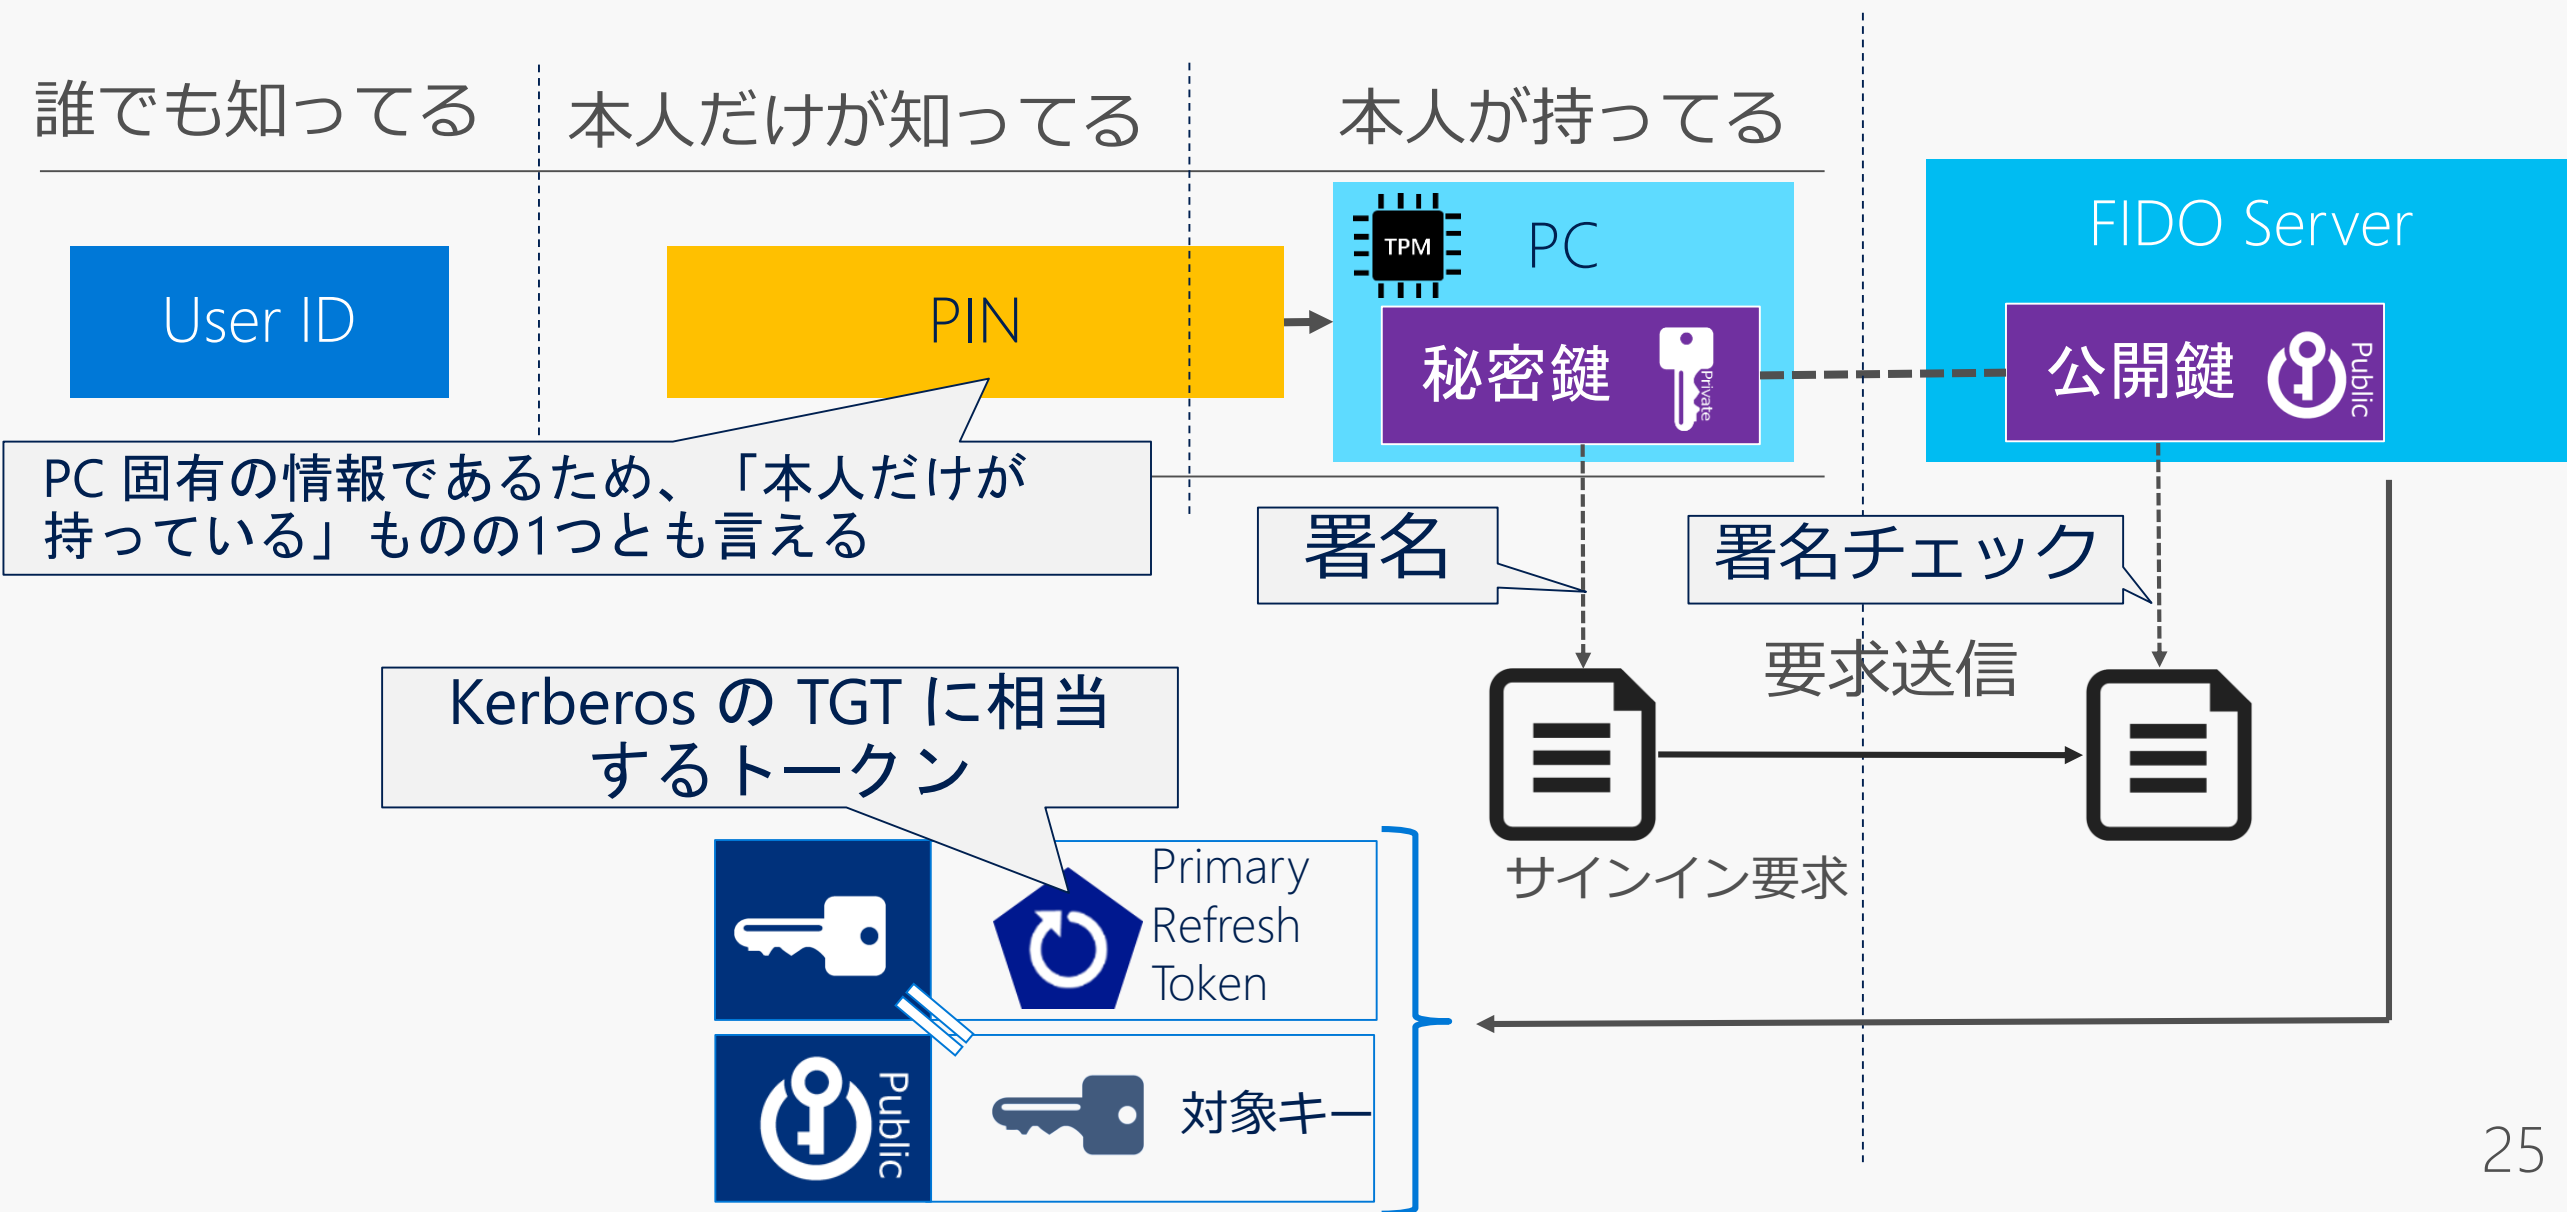 誰でも知ってる
本人だけが知ってる
本人が持ってる
User ID
PIN
TPM
PC
秘密鍵
Private
FIDO Server
公開鍵
Public
PC 固有の情報であるため、「本人だけが
持っている」ものの1つとも言える
署名
署名チェック
要求送信
サインイン要求
Kerberos の TGT に相当
するトークン
Primary
Refresh
Token
Public
対象キー
25